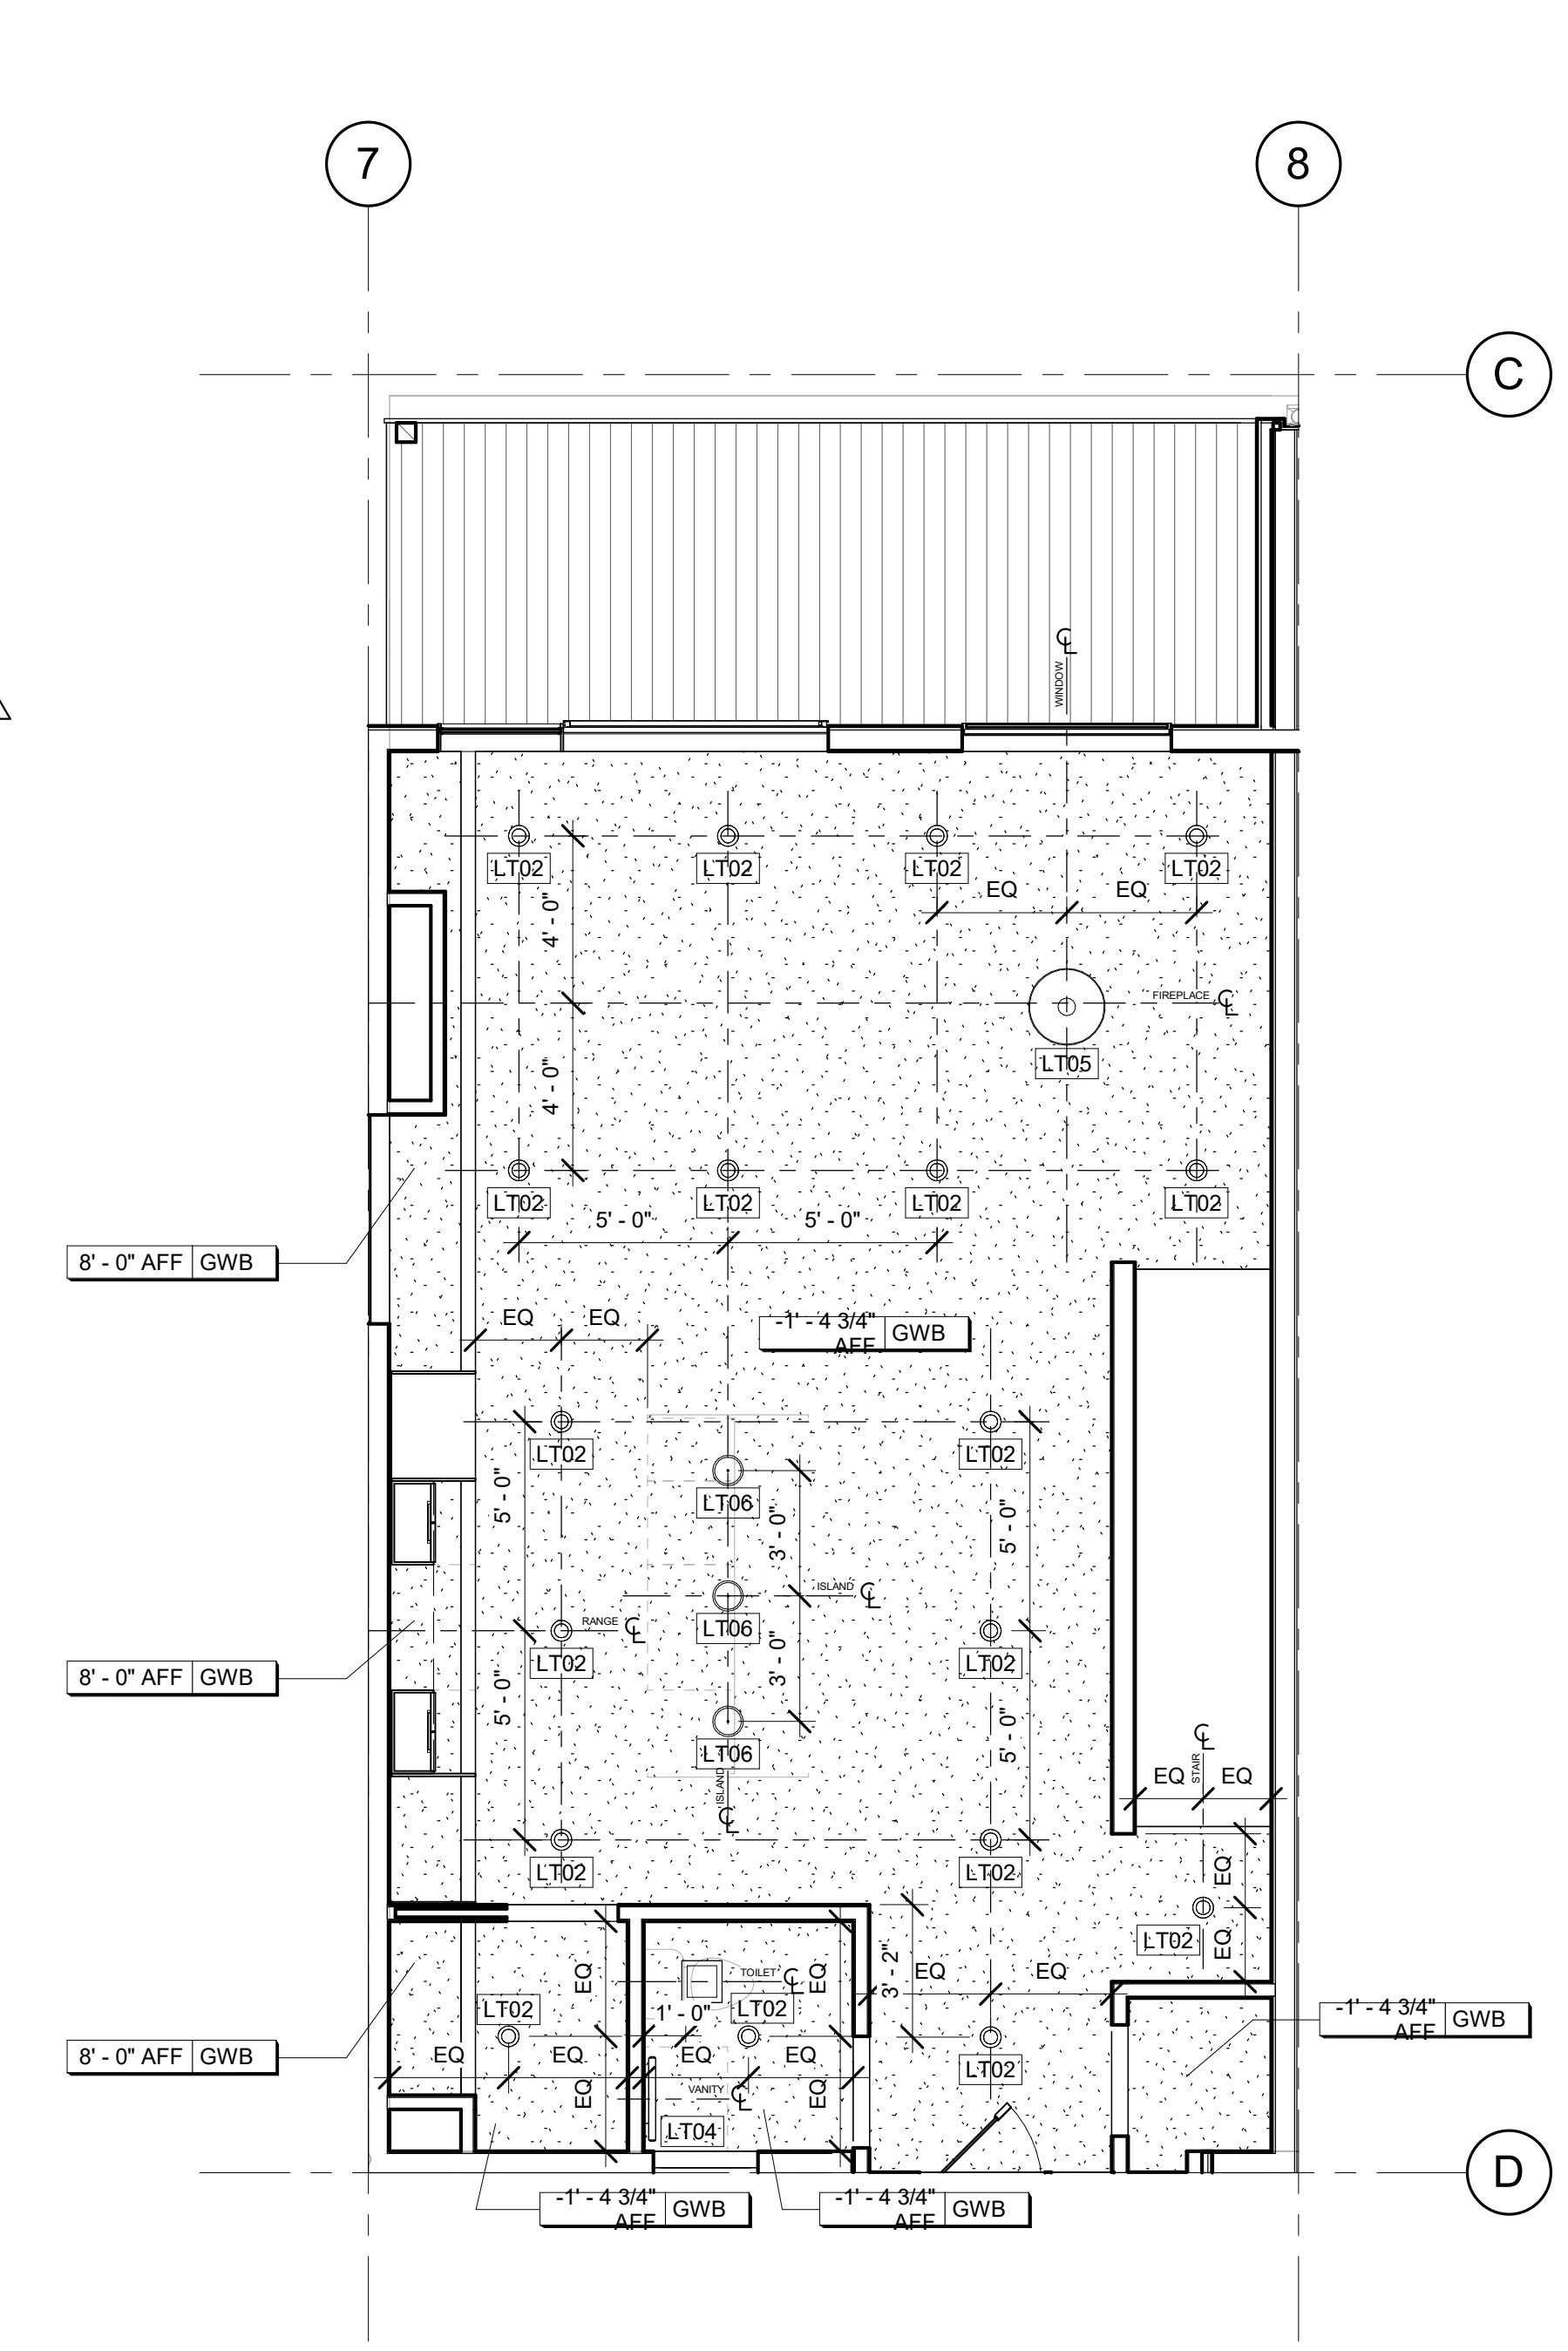 7
8
C
WINDOW
LT02
LT02
LT02
LT02
EQ
EQ
4' - 0"
FIREPLACE
LT05
4' - 0"
LT02
LT02
LT02
LT02
5' - 0"
5' - 0"
8' - 0" AFF
GWB
EQ
EQ
-1' - 4 3/4"
AFF
GWB
LT02
LT02
5' - 0"
LT06
3' - 0"
5' - 0"
ISLAND
RANGE
LT06
LT02
LT02
8' - 0" AFF
GWB
3' - 0"
5' - 0"
5' - 0"
LT06
STAIR
EQ
EQ
ISLAND
LT02
LT02
EQ
LT02
EQ
TOILET
EQ
EQ
3' - 2"
EQ
EQ
LT02
1' - 0"
LT02
-1' - 4 3/4"
AFF
GWB
8' - 0" AFF
GWB
EQ
EQ
EQ
EQ
LT02
EQ
VANITY
EQ
LT04
D
-1' - 4 3/4"
AFF
GWB
-1' - 4 3/4"
AFF
GWB